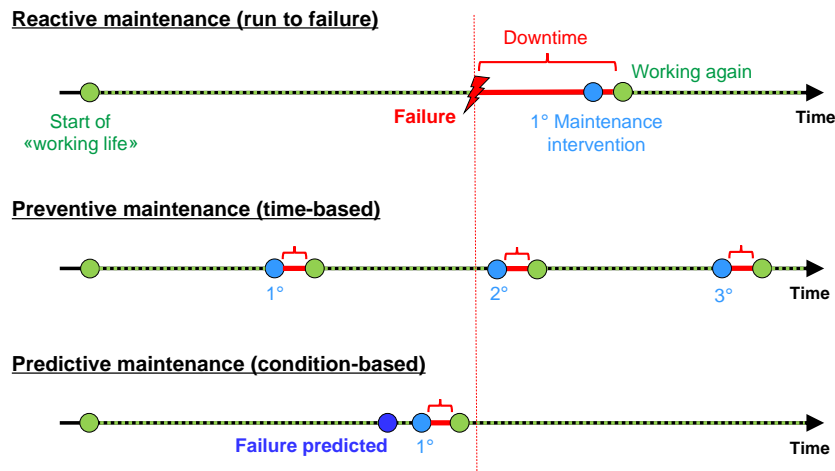 Reactive maintenance (run to failure)
Downtime
Working again
Start of
«working life»
Failure
1° Maintenance
intervention
Time
Preventive maintenance (time-based)
1°
2°
3°
Time
Predictive maintenance (condition-based)
Failure predicted
1°
Time